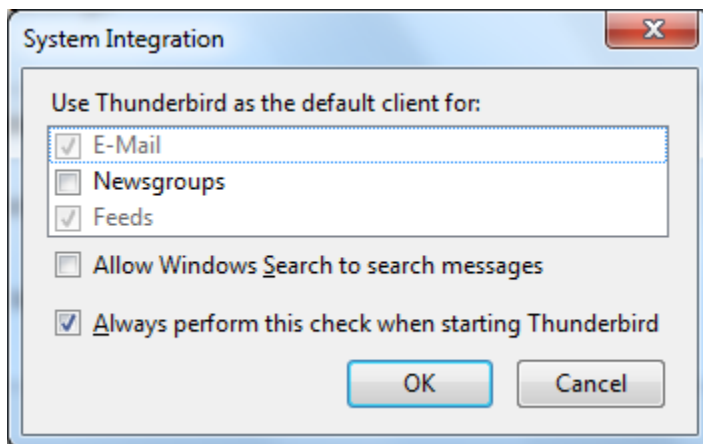 System Integration
Use Thunderbird as the default client for:
E-Mail
Newsgroups
Feeds
Allow Windows Search to search messages
Always perform this check when starting Thunderbird
OK Cancel